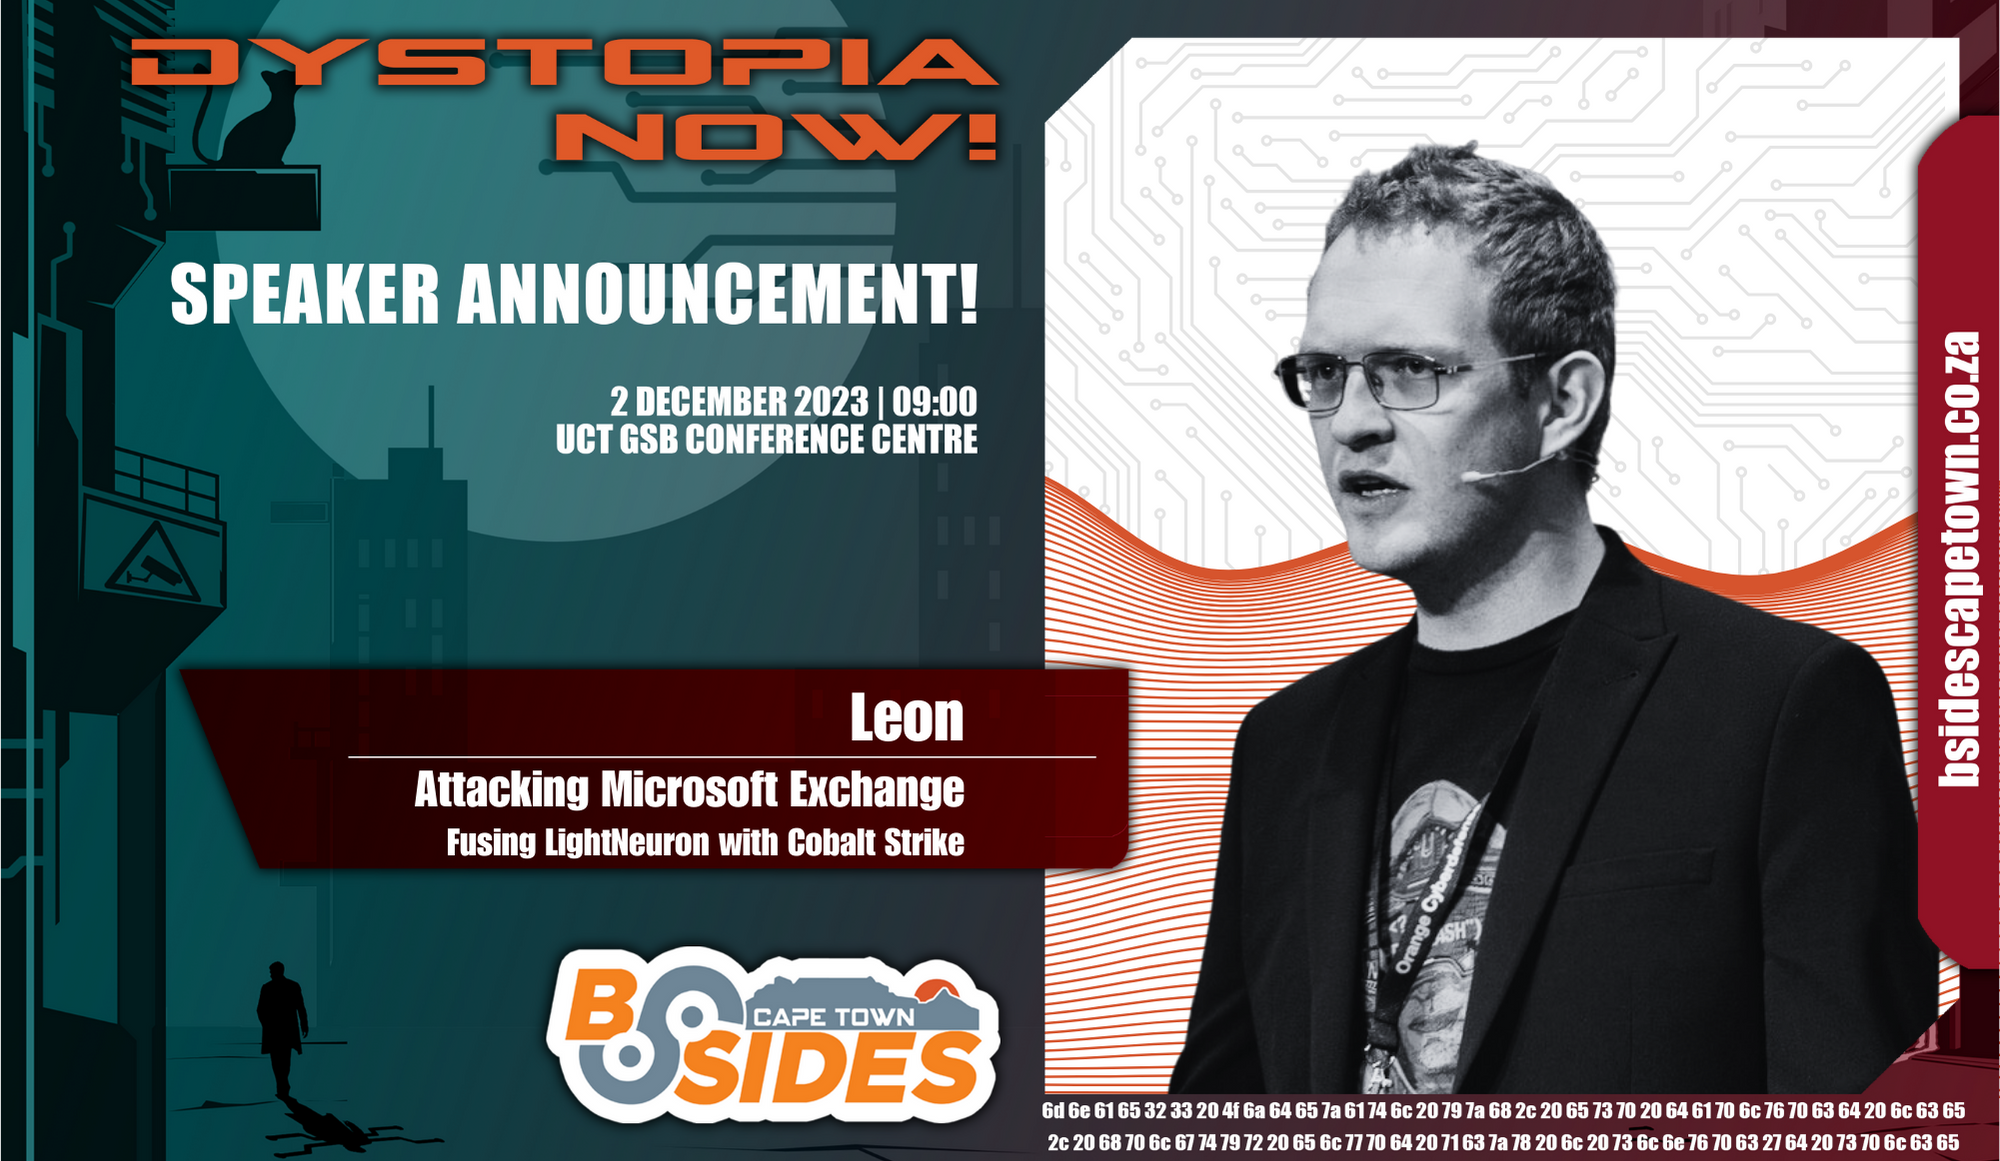 DYSTOPIA
NOW!
SPEAKER ANNOUNCEMENT!
2 DECEMBER 2023 | 09:00
UCT GSB CONFERENCE CENTRE
Leon
Attacking Microsoft Exchange
Fusing LightNeuron with Cobalt Strike
B SIDES
CAPE TOWN
bsidescapetown.co.za
Orange Cyberdefense
ASH")
6d 6e 61 65 32 33 20 4f 6a 64 65 7a 61 74 6c 20 79 7a 68 2c 20 65 73 70 20 64 61 70 6c 76 70 63 64 20 6c 63 65
2c 20 68 70 6c 67 74 79 72 20 65 6c 77 70 64 20 71 63 7a 78 20 6c 20 73 6c 6e 76 70 63 27 64 20 73 70 6c 63 65